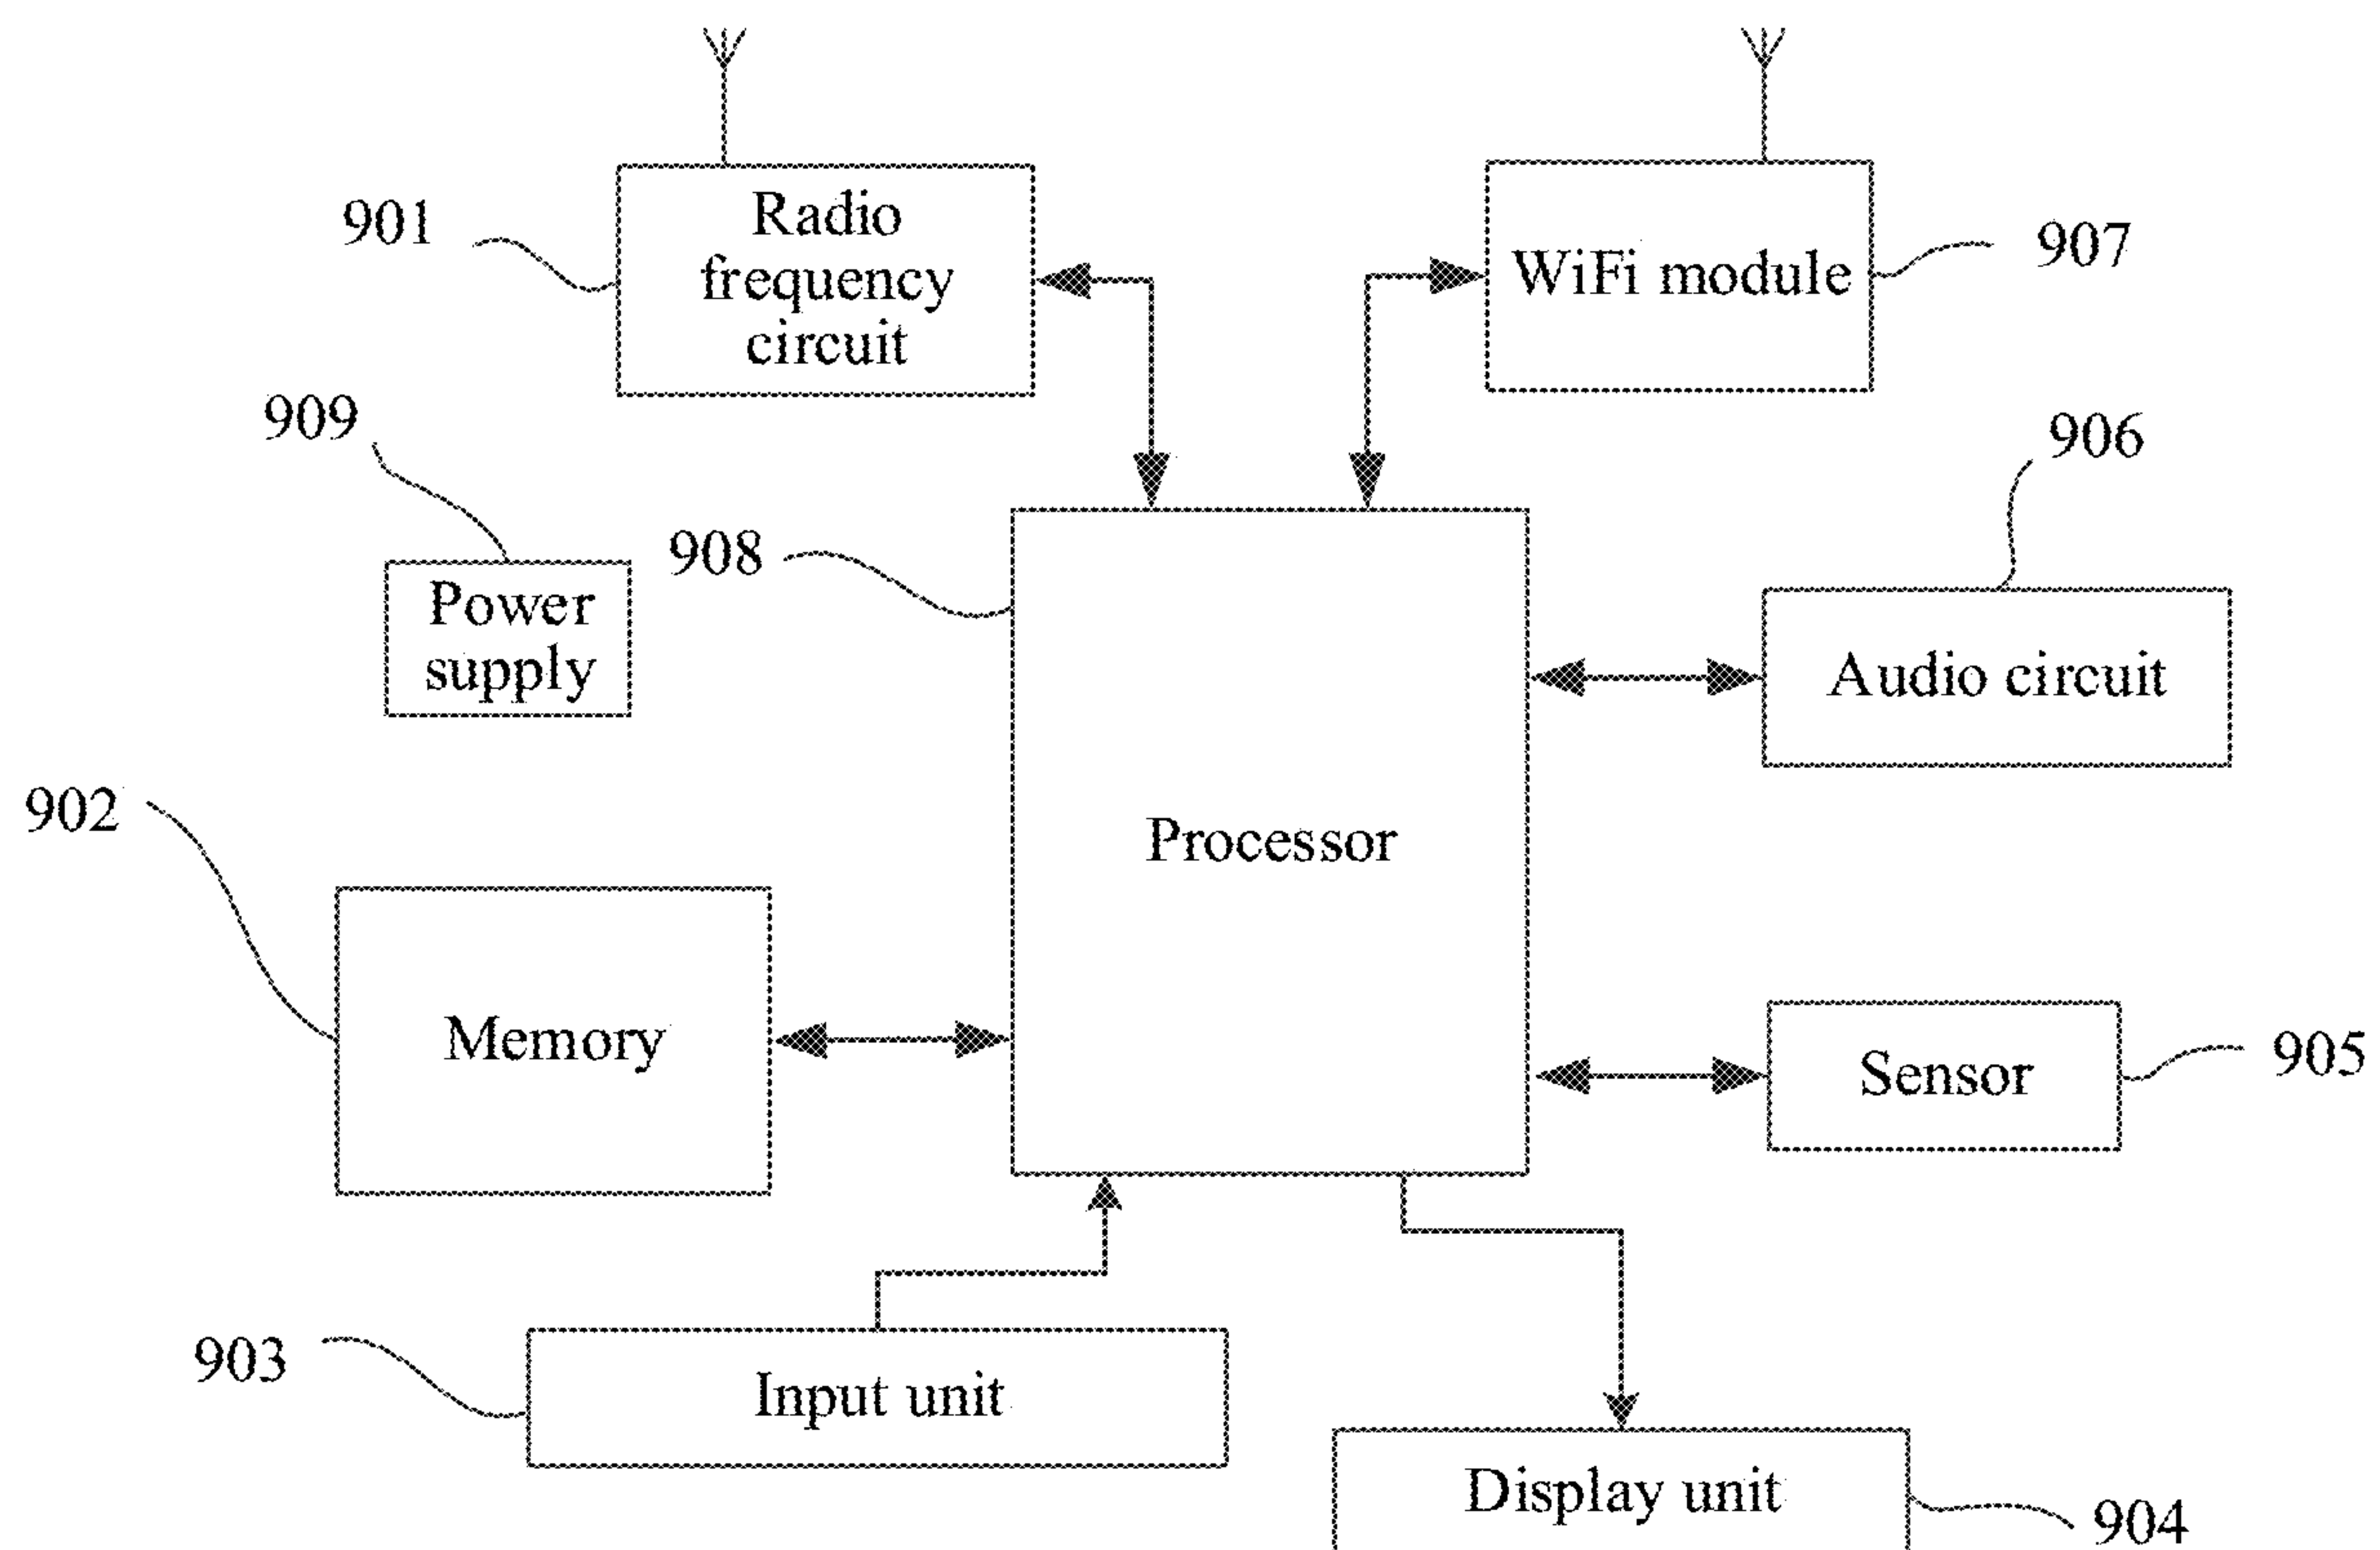 901
Radio
frequency
circuit
WiFi module
907
909
Power
supply
908
Processor
906
Audio circuit
902
Memory
Sensor
905
903
Input unit
Display unit
904